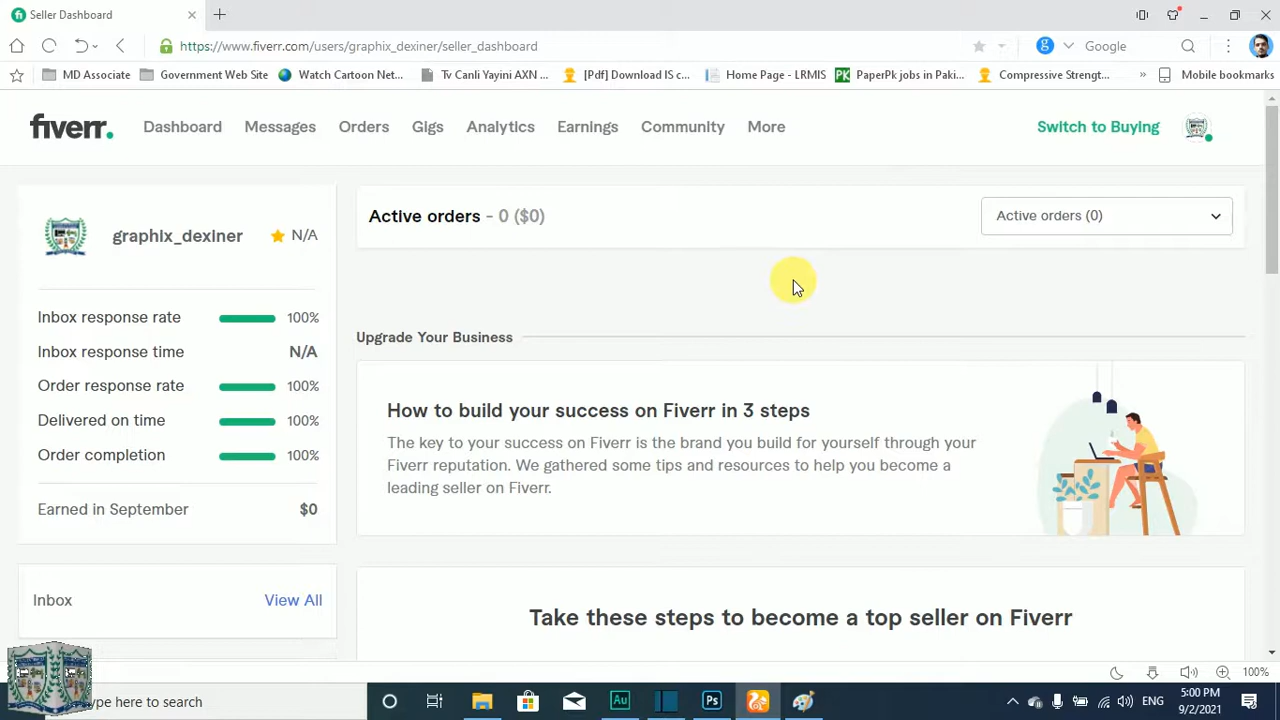 Seller Dashboard
https://www.fiverr.com/users/graphix_dexiner/seller_dashboard
Google
MD Associate
Government Web Site
Watch Cartoon Net...
Tv Canli Yayini AXN ...
[Pdf] Download IS c...
Home Page - LRMIS
PaperPk jobs in Paki...
Compressive Strengt...
»
Mobile bookmarks
fiverr.
Dashboard
Messages
Orders
Gigs
Analytics
Earnings
Community
More
Switch to Buying
graphix_dexiner
N/A
Inbox response rate 100%
Inbox response time N/A
Order response rate 100%
Delivered on time 100%
Order completion 100%
Earned in September $0
Inbox View All
Active orders - 0 ($0)
Active orders (0)
Upgrade Your Business
How to build your success on Fiverr in 3 steps
The key to your success on Fiverr is the brand you build for yourself through your
Fiverr reputation. We gathered some tips and resources to help you become a
leading seller on Fiverr.
Take these steps to become a top seller on Fiverr
100%
ype here to search
Au
Ps
ENG
5:00 PM
9/2/2021